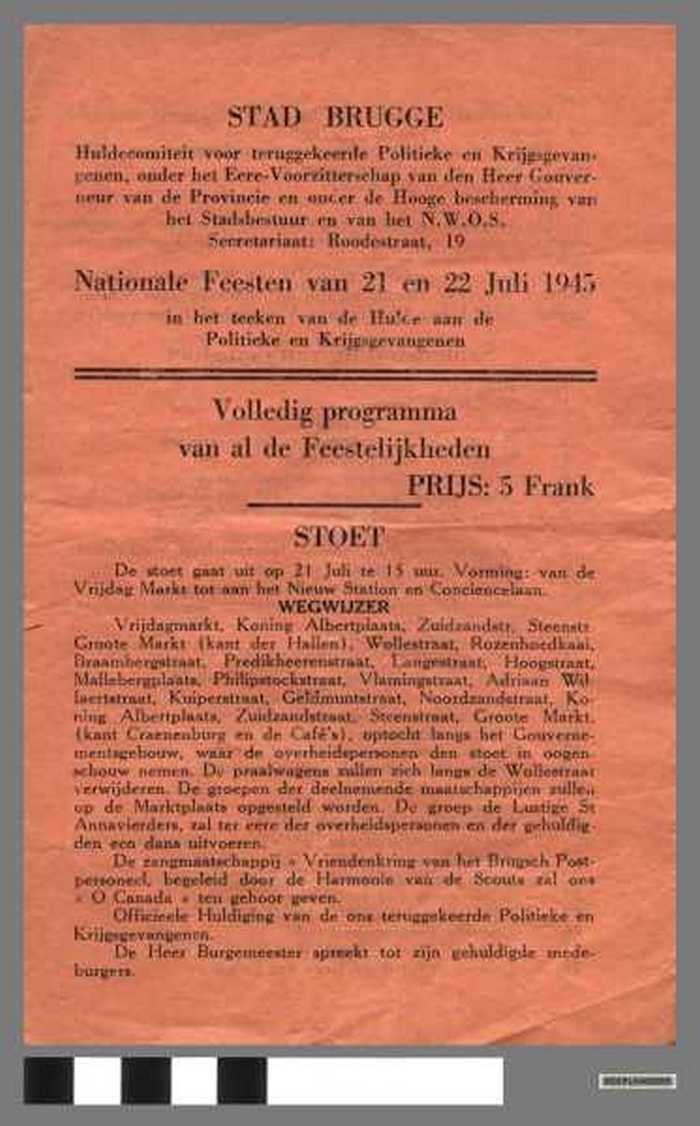 STAD BRUGGE
Huldecomiteit voor teruggekeerde Politieke en Krijgsgevan-
genen, onder het Eere-Voorzitterschap van den Heer Gouver-
neur van de Provincie en onder de Hooge bescherming van
het Stadsbestuur en van het N.W.O.S.
Secretariaat: Roodestraat, 19
Nationale Feesten van 21 en 22 Juli 1945
in het teeken van de Hulde aan de
Politieke en Krijgsgevangenen
Volledig programma
van al de Feestelijkheden
PRIJS: 5 Frank
STOET
De stoet gaat uit op 21 Juli te 15 uur. Vorming: van de
Vrijdag Markt tot aan het Nieuw Station en Conciencelaan.
WEGWIJZER
Vrijdagmarkt, Koning Albertplaats, Zuidzandstr, Steenstr.
Groote Markt (kant der Hallen), Wollestraat, Rozenhoedkaai,
Braambergstraat, Predikheerenstraat, Langestraat, Hoogstraat,
Mallebergplaats, Philipstockstraat, Vlamingstraat, Adriaan Wil-
laertstraat, Kuiperstraat, Geldmuntstraat, Noordzandstraat, Ko-
ning Albertplaats, Zuidzandstraat, Steenstraat, Groote Markt.
(kant Craenenburg en de Café's), optocht langs het Gouverne-
mentsgebouw, waar de overheidspersonen den stoet in oogen-
schouw nemen. De praalwagens zullen zich langs de Wollestraat
verwijderen. De groepen der deelnemende maatschappijen zullen
op de Marktplaats opgesteld worden. De groep de Lustige St
Annavierders, zal ter eere der overheidspersonen en der gehuldig-
den een dans uitvoeren.
De zangmaatschappij « Vriendenkring van het Brugsch Post-
personeel, begeleid door de Harmonie van de Scouts zal ons
« O Canada » ten gehoor geven.
Officieele Huldiging van de ons teruggekeerde Politieke en
Krijgsgevangenen.
De Heer Burgemeester spreekt tot zijn gehuldigde mede-
burgers.